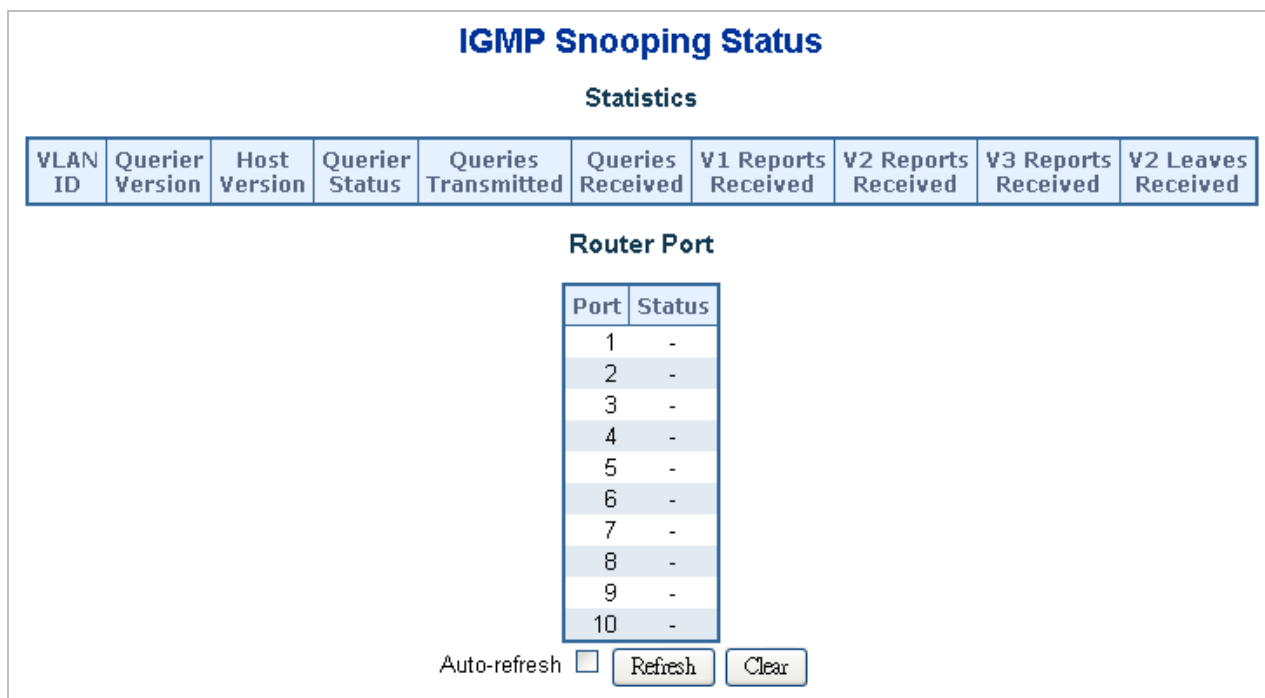 IGMP Snooping Status
Statistics
VLAN ID Querier Version Host Version Querier Status Queries Transmitted Queries Received V1 Reports Received V2 Reports Received V3 Reports Received V2 Leaves Received
Router Port
Port Status
1 -
2 -
3 -
4 -
5 -
6 -
7 -
8 -
9 -
10 -
Auto-refresh Refresh Clear